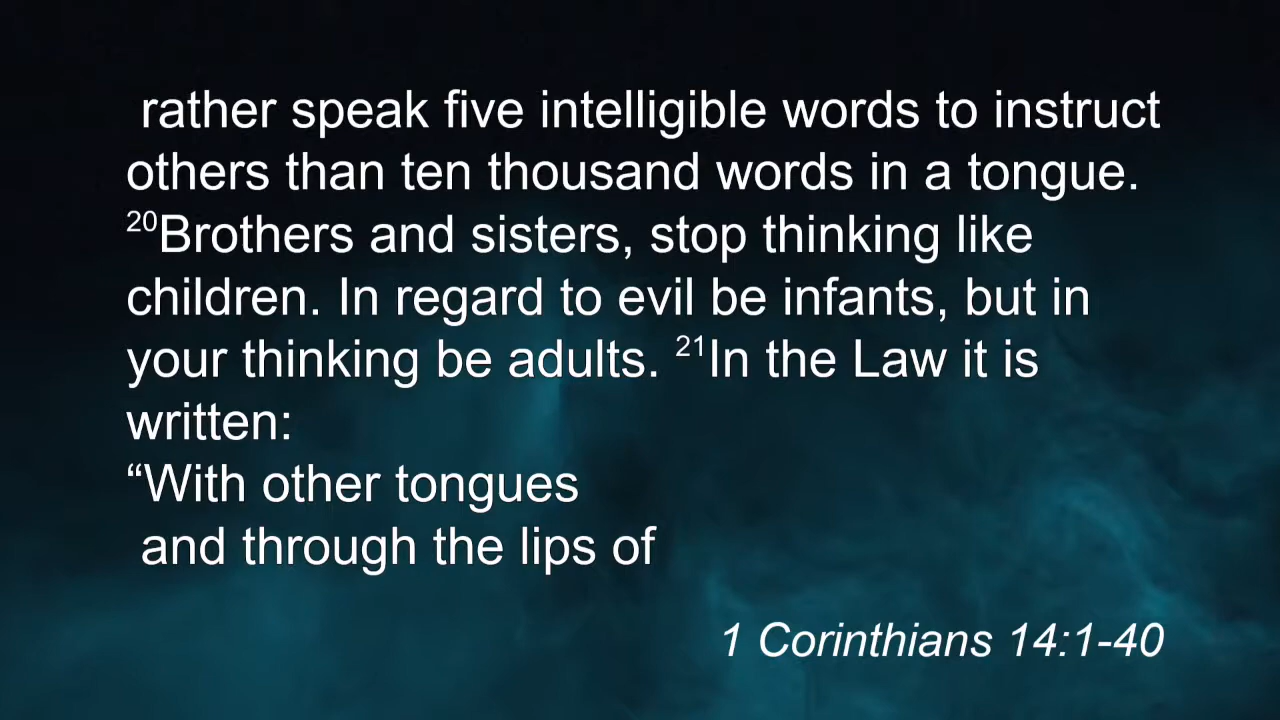 rather speak five intelligible words to instruct
others than ten thousand words in a tongue.
²⁰Brothers and sisters, stop thinking like
children. In regard to evil be infants, but in
your thinking be adults. ²¹In the Law it is
written:
“With other tongues
and through the lips of
1 Corinthians 14:1-40